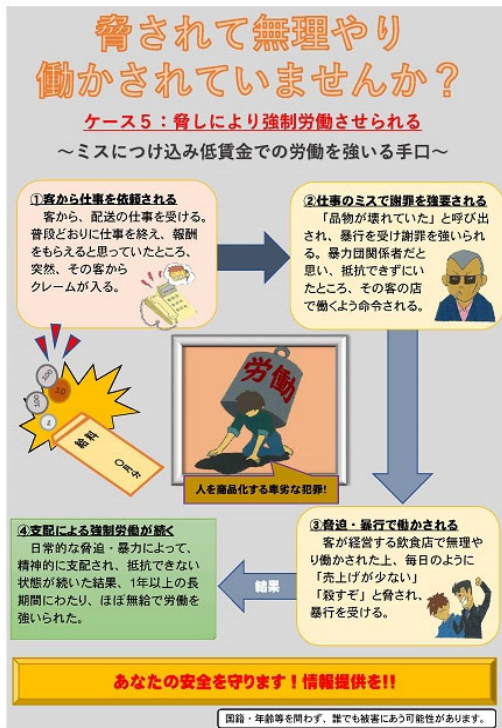 脅されて無理やり
働かされていませんか？
ケース５：脅しにより強制労働させられる
～ミスにつけ込み低賃金での労働を強いる手口～
①客から仕事を依頼される
客から、配送の仕事を受ける。
普段どおりに仕事を終え、報酬
をもらえると思っていたところ、
突然、その客から
クレームが入る。
②仕事のミスで謝罪を強要される
「品物が壊れていた」と呼び出
され、暴行を受け謝罪を強いられ
る。暴力団関係者だと
思い、抵抗できずにい
たところ、その客の店
で働くよう命令される。
100
10
100
1
給料
〇月分
労働
人を商品化する卑劣な犯罪!
③脅迫・暴行で働かされる
客が経営する飲食店で無理や
り働かされた上、毎日のように
「売上げが少ない」
「殺すぞ」と脅され、
暴行を受ける。
結果
④支配による強制労働が続く
日常的な脅迫・暴力によって、
精神的に支配され、抵抗できない
状態が続いた結果、1年以上の長
期間にわたり、ほぼ無給で労働を
強いられた。
あなたの安全を守ります！情報提供を!!
国籍・年齢等を問わず、誰でも被害にあう可能性があります。